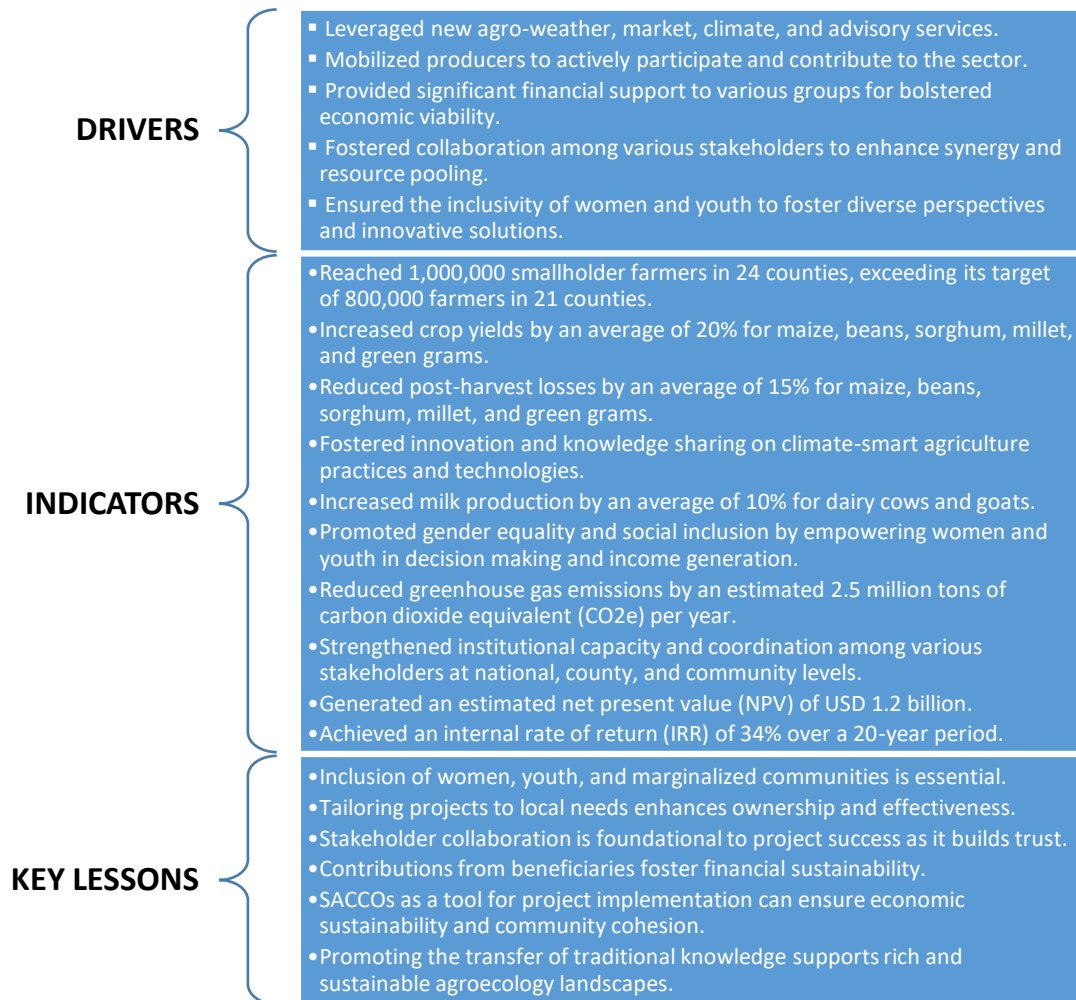 DRIVERS
▪ Leveraged new agro-weather, market, climate, and advisory services.
▪ Mobilized producers to actively participate and contribute to the sector.
▪ Provided significant financial support to various groups for bolstered
economic viability.
▪ Fostered collaboration among various stakeholders to enhance synergy and
resource pooling.
▪ Ensured the inclusivity of women and youth to foster diverse perspectives
and innovative solutions.
INDICATORS
•Reached 1,000,000 smallholder farmers in 24 counties, exceeding its target
of 800,000 farmers in 21 counties.
•Increased crop yields by an average of 20% for maize, beans, sorghum, millet,
and green grams.
•Reduced post-harvest losses by an average of 15% for maize, beans,
sorghum, millet, and green grams.
•Fostered innovation and knowledge sharing on climate-smart agriculture
practices and technologies.
•Increased milk production by an average of 10% for dairy cows and goats.
•Promoted gender equality and social inclusion by empowering women and
youth in decision making and income generation.
•Reduced greenhouse gas emissions by an estimated 2.5 million tons of
carbon dioxide equivalent (CO2e) per year.
•Strengthened institutional capacity and coordination among various
stakeholders at national, county, and community levels.
•Generated an estimated net present value (NPV) of USD 1.2 billion.
•Achieved an internal rate of return (IRR) of 34% over a 20-year period.
KEY LESSONS
•Inclusion of women, youth, and marginalized communities is essential.
•Tailoring projects to local needs enhances ownership and effectiveness.
•Stakeholder collaboration is foundational to project success as it builds trust.
•Contributions from beneficiaries foster financial sustainability.
•SACCOs as a tool for project implementation can ensure economic
sustainability and community cohesion.
•Promoting the transfer of traditional knowledge supports rich and
sustainable agroecology landscapes.